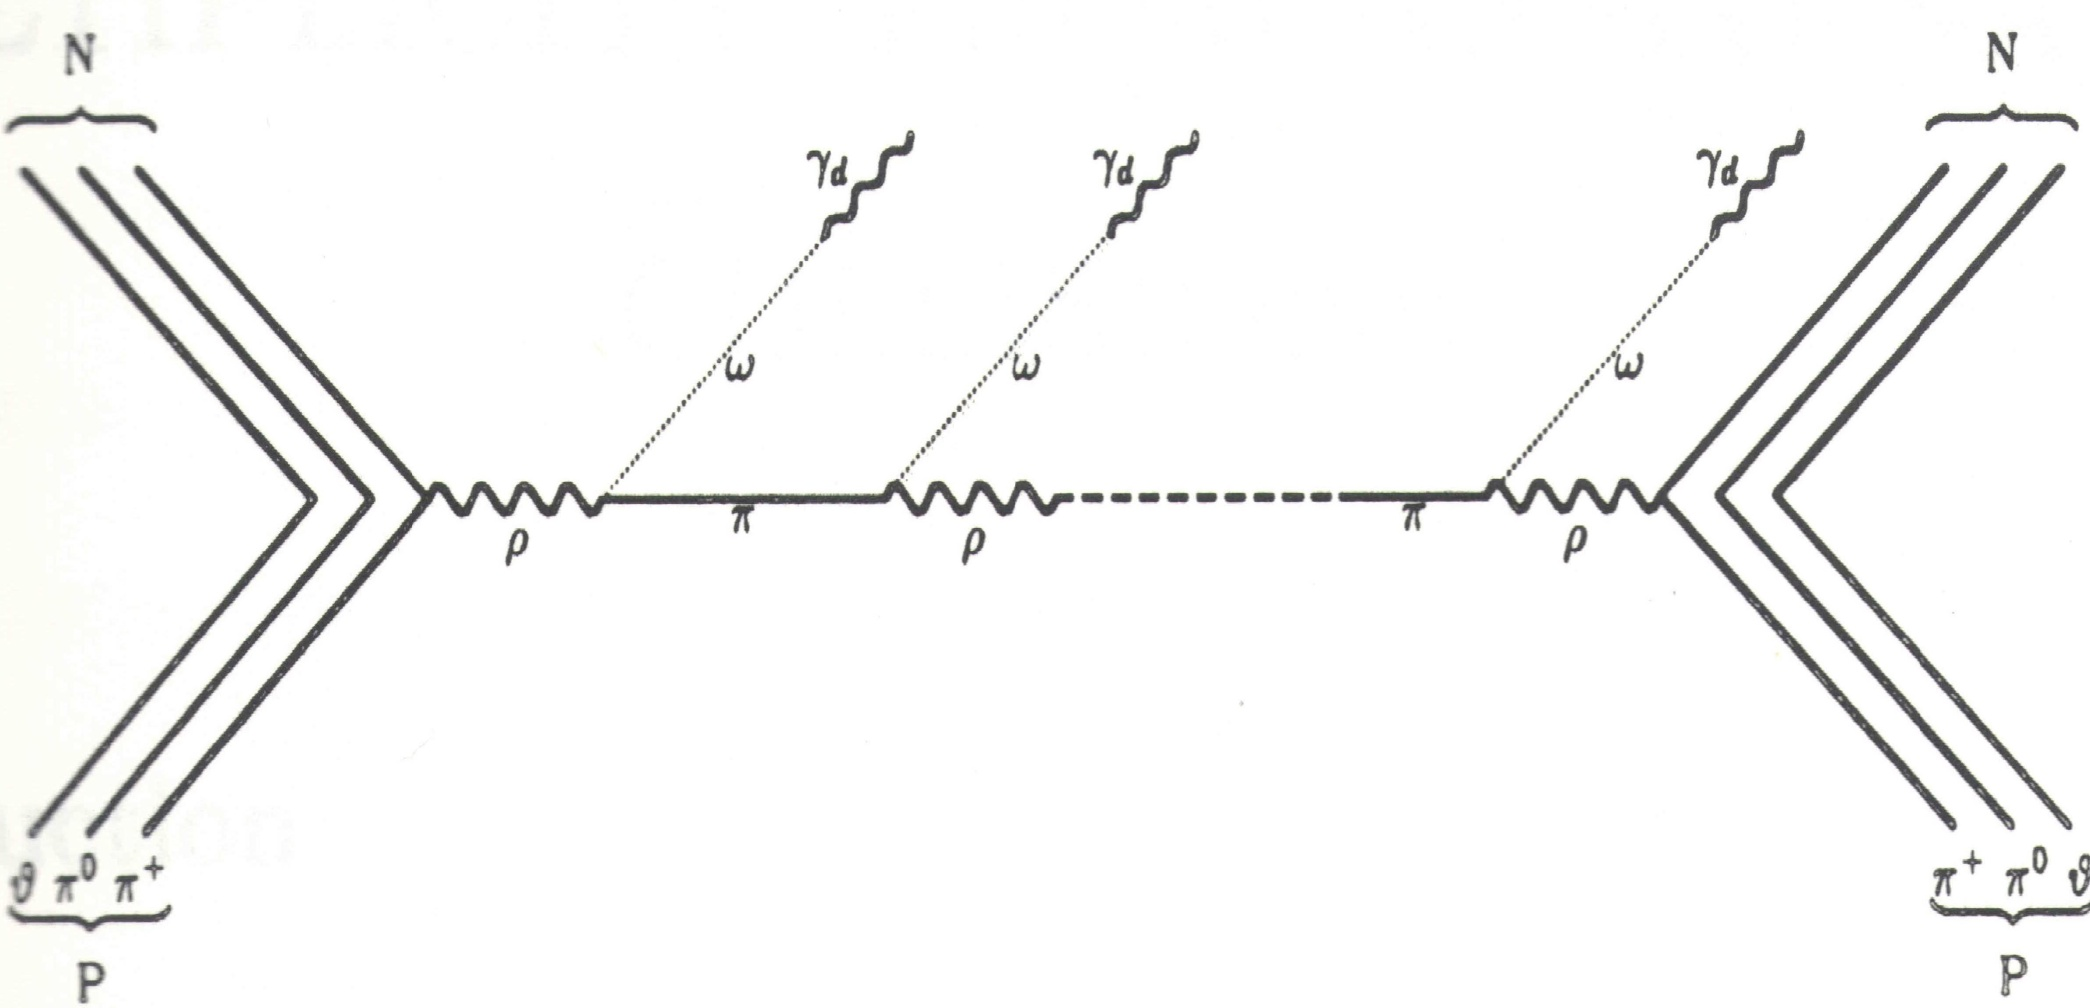 N N
γd γd γd
ω ω ω
π π
ρ ρ ρ
ϑ π⁰ π⁺ π⁺ π⁰ ϑ
P P